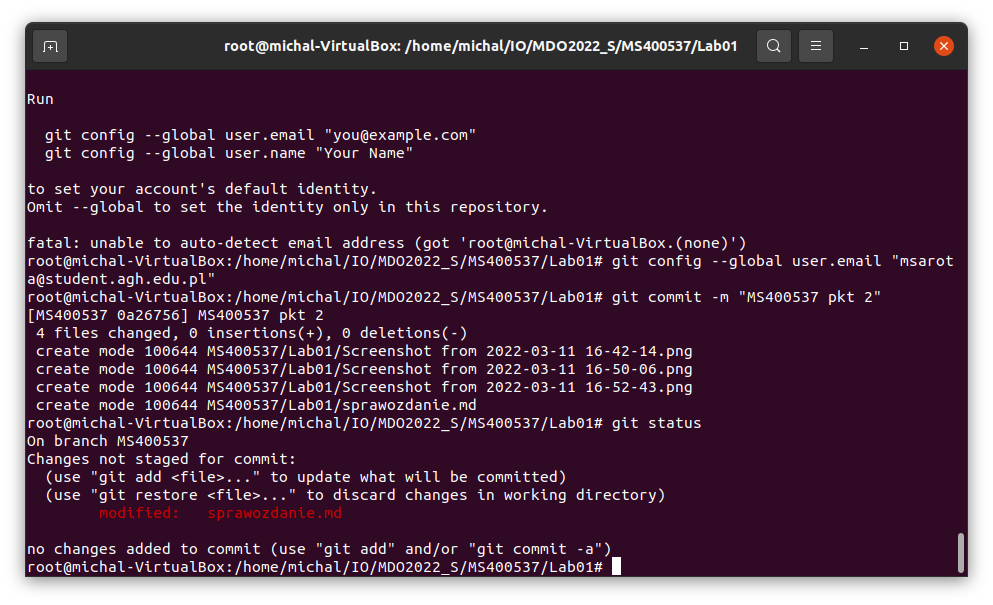 root@michal-VirtualBox: /home/michal/IO/MDO2022_S/MS400537/Lab01
Run
git config --global user.email "you@example.com"
git config --global user.name "Your Name"
to set your account's default identity.
Omit --global to set the identity only in this repository.
fatal: unable to auto-detect email address (got 'root@michal-VirtualBox.(none)')
root@michal-VirtualBox:/home/michal/IO/MDO2022_S/MS400537/Lab01# git config --global user.email "msarot
a@student.agh.edu.pl"
root@michal-VirtualBox:/home/michal/IO/MDO2022_S/MS400537/Lab01# git commit -m "MS400537 pkt 2"
[MS400537 0a26756] MS400537 pkt 2
4 files changed, 0 insertions(+), 0 deletions(-)
create mode 100644 MS400537/Lab01/Screenshot from 2022-03-11 16-42-14.png
create mode 100644 MS400537/Lab01/Screenshot from 2022-03-11 16-50-06.png
create mode 100644 MS400537/Lab01/Screenshot from 2022-03-11 16-52-43.png
create mode 100644 MS400537/Lab01/sprawozdanie.md
root@michal-VirtualBox:/home/michal/IO/MDO2022_S/MS400537/Lab01# git status
On branch MS400537
Changes not staged for commit:
(use "git add <file>..." to update what will be committed)
(use "git restore <file>..." to discard changes in working directory)
modified: sprawozdanie.md
no changes added to commit (use "git add" and/or "git commit -a")
root@michal-VirtualBox:/home/michal/IO/MDO2022_S/MS400537/Lab01#